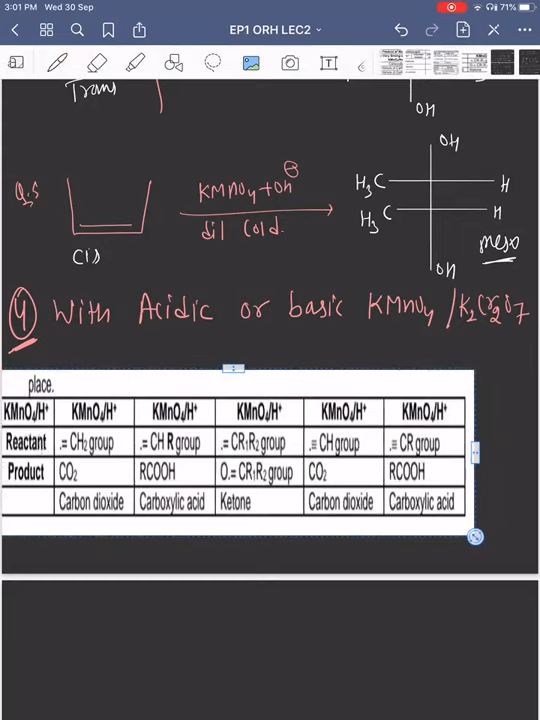 3:01 PM Wed 30 Sep
71%
EP1 ORH LEC2
Trans
OH
Q.5
KMnO4 + OH⊖
dil Cold.
(is
OH
H3C H
H3C H
OH
meso
4 With Acidic or basic KMnO4 /K2Cr2O7
place.
KMnO4/H+ KMnO4/H+ KMnO4/H+ KMnO4/H+ KMnO4/H+ KMnO4/H+
Reactant .= CH2 group .= CH R group .= CR1R2 group .≡ CH group .≡ CR group
Product CO2 RCOOH O.= CR1R2 group CO2 RCOOH
Carbon dioxide Carboxylic acid Ketone Carbon dioxide Carboxylic acid